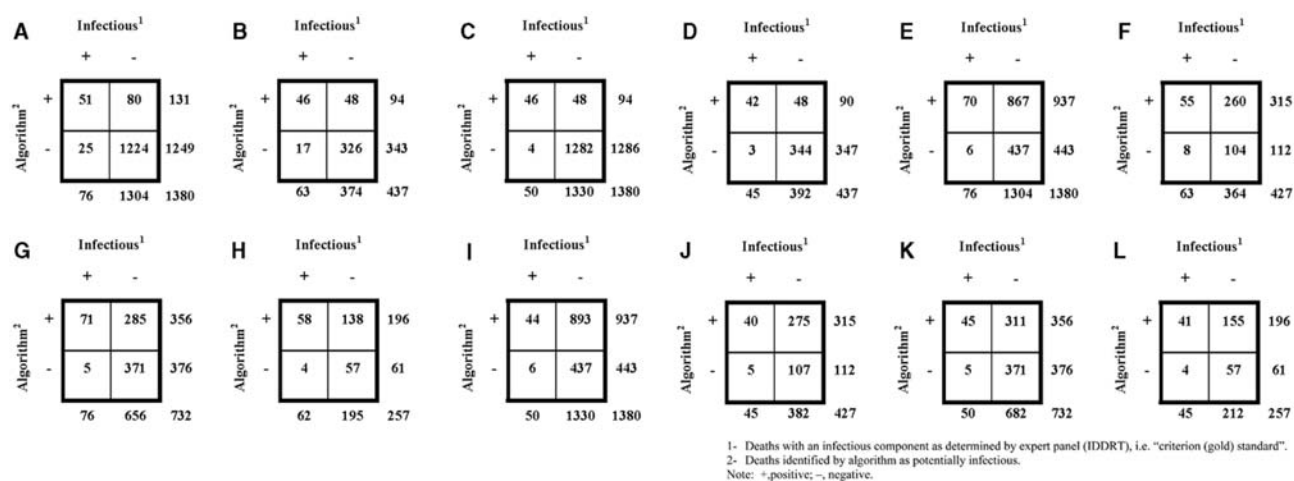 A Infectious1 B Infectious1 C Infectious1 D Infectious1 E Infectious1 F Infectious1
+ - + - + - + - + - + -
Algorithm2 + 51 80 131 Algorithm2 + 46 48 94 Algorithm2 + 46 48 94 Algorithm2 + 42 48 90 Algorithm2 + 70 867 937 Algorithm2 + 55 260 315
- 25 1224 1249 - 17 326 343 - 4 1282 1286 - 3 344 347 - 6 437 443 - 8 104 112
76 1304 1380 63 374 437 50 1330 1380 45 392 437 76 1304 1380 63 364 427
G Infectious1 H Infectious1 I Infectious1 J Infectious1 K Infectious1 L Infectious1
+ - + - + - + - + - + -
Algorithm2 + 71 285 356 Algorithm2 + 58 138 196 Algorithm2 + 44 893 937 Algorithm2 + 40 275 315 Algorithm2 + 45 311 356 Algorithm2 + 41 155 196
- 5 371 376 - 4 57 61 - 6 437 443 - 5 107 112 - 5 371 376 - 4 57 61
76 656 732 62 195 257 50 1330 1380 45 382 427 50 682 732 45 212 257
1- Deaths with an infectious component as determined by expert panel (IDDRT), i.e. “criterion (gold) standard”.
2- Deaths identified by algorithm as potentially infectious.
Note: +,positive; –, negative.